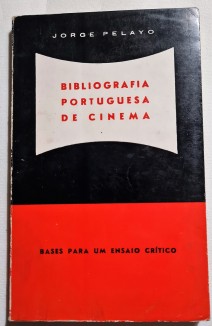 JORGE PELAYO
BIBLIOGRAFIA
PORTUGUESA
DE CINEMA
BASES PARA UM ENSAIO CRÍTICO